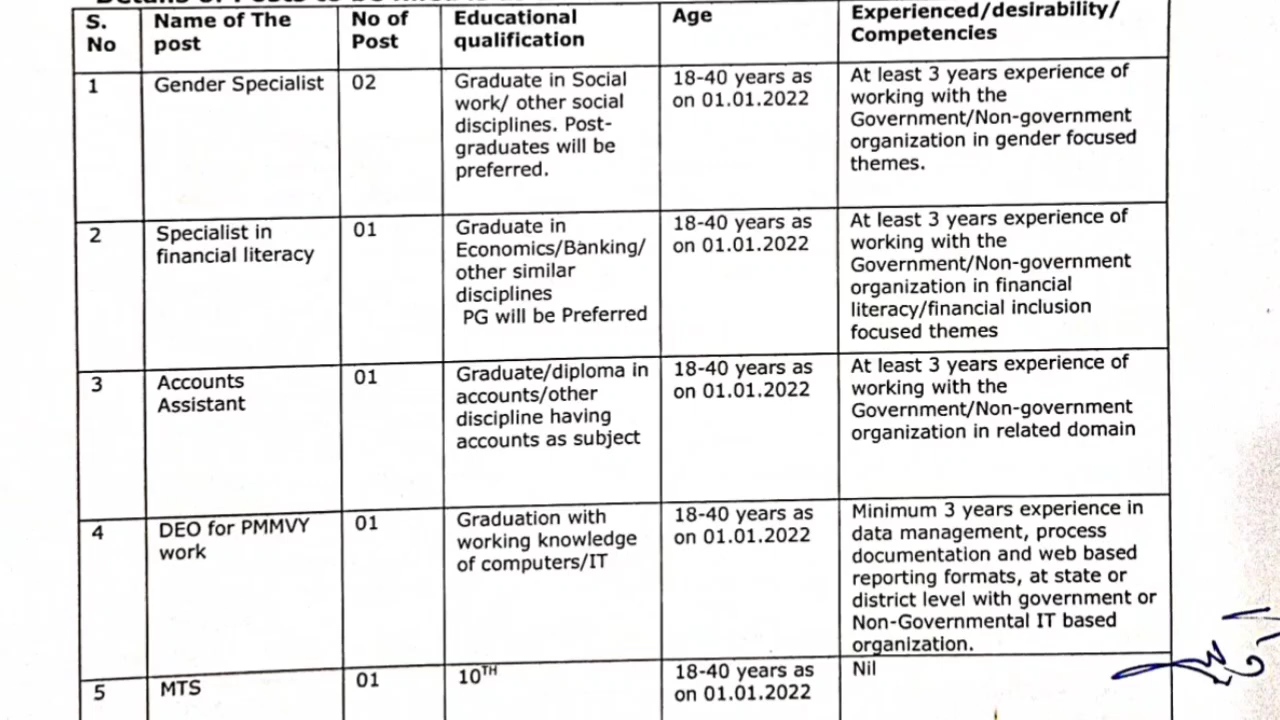 Details of Posts to be
S. No
Name of The post
No of Post
Educational qualification
Age
Experienced/desirability/
Competencies
1
Gender Specialist
02
Graduate in Social
work/ other social
disciplines. Post-
graduates will be
preferred.
18-40 years as
on 01.01.2022
At least 3 years experience of
working with the
Government/Non-government
organization in gender focused
themes.
2
Specialist in
financial literacy
01
Graduate in
Economics/Banking/
other similar
disciplines
PG will be Preferred
18-40 years as
on 01.01.2022
At least 3 years experience of
working with the
Government/Non-government
organization in financial
literacy/financial inclusion
focused themes
3
Accounts
Assistant
01
Graduate/diploma in
accounts/other
discipline having
accounts as subject
18-40 years as
on 01.01.2022
At least 3 years experience of
working with the
Government/Non-government
organization in related domain
4
DEO for PMMVY
work
01
Graduation with
working knowledge
of computers/IT
18-40 years as
on 01.01.2022
Minimum 3 years experience in
data management, process
documentation and web based
reporting formats, at state or
district level with government or
Non-Governmental IT based
organization.
5
MTS
01
10TH
18-40 years as
on 01.01.2022
Nil